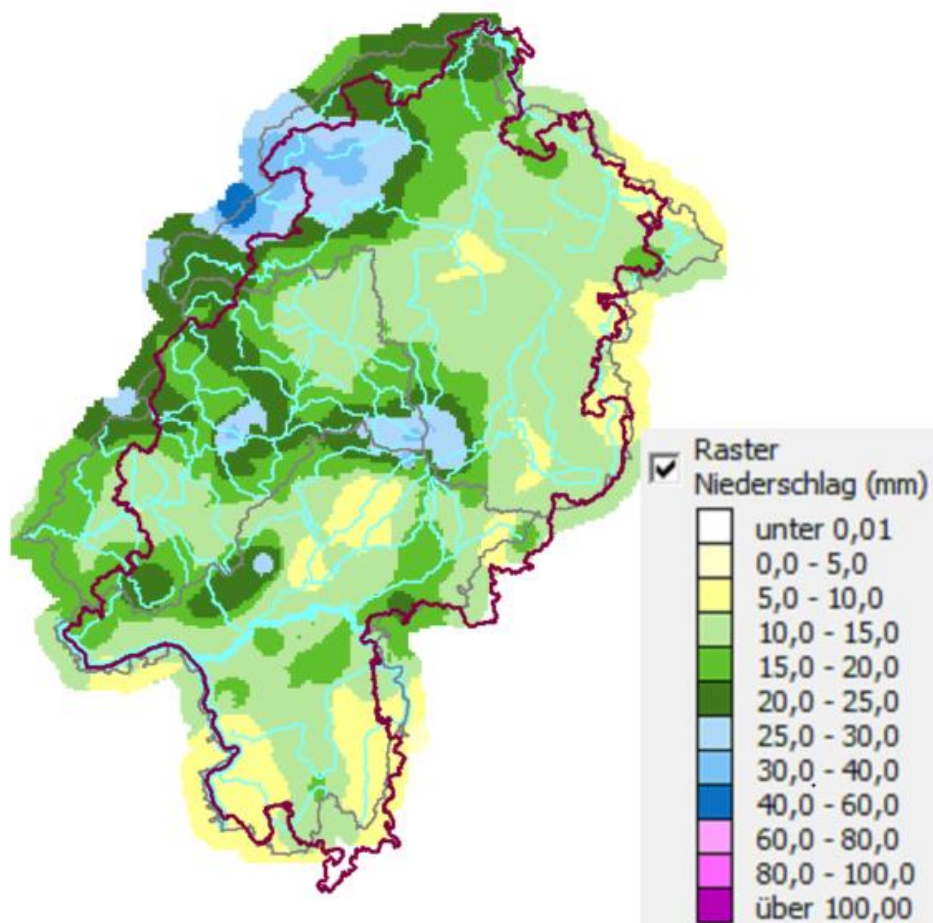 Raster
Niederschlag (mm)
unter 0,01
0,0 - 5,0
5,0 - 10,0
10,0 - 15,0
15,0 - 20,0
20,0 - 25,0
25,0 - 30,0
30,0 - 40,0
40,0 - 60,0
60,0 - 80,0
80,0 - 100,0
über 100,00